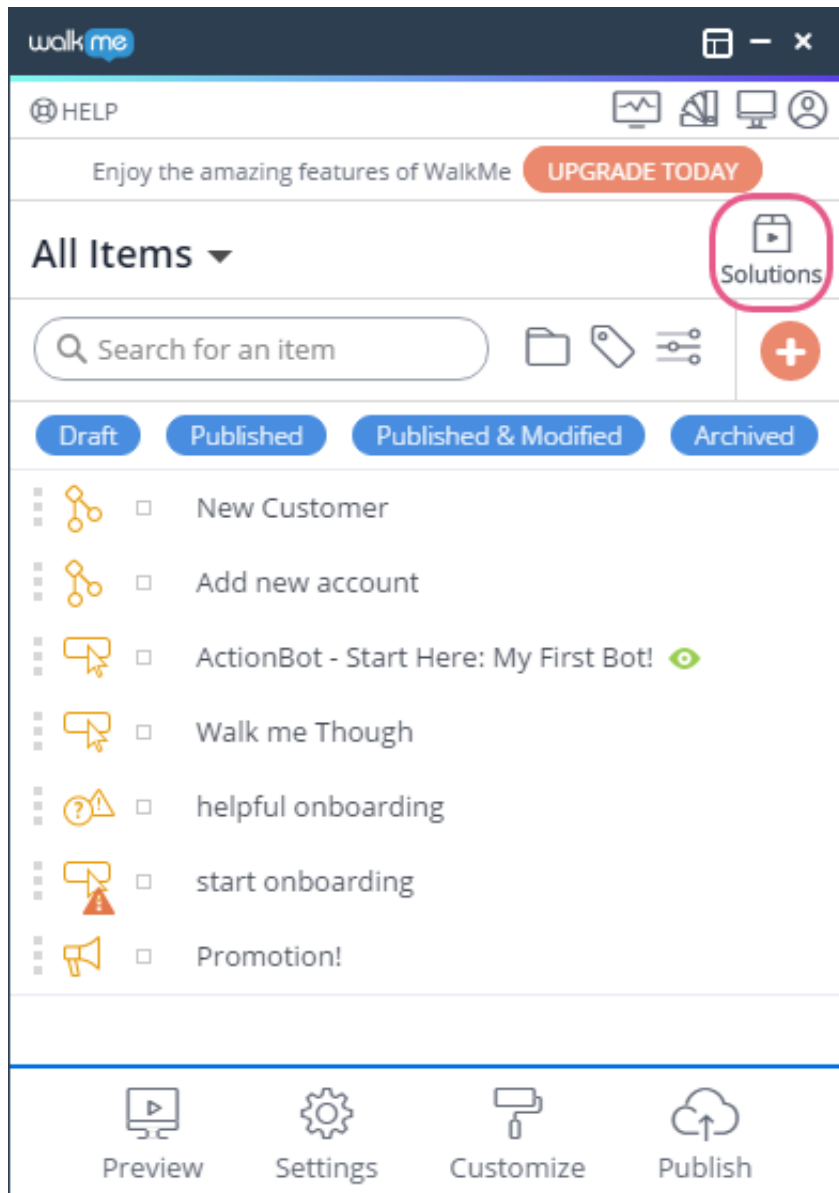 walkme
HELP
Enjoy the amazing features of WalkMe UPGRADE TODAY
All Items
Solutions
Search for an item
Draft Published Published & Modified Archived
New Customer
Add new account
ActionBot - Start Here: My First Bot!
Walk me Though
helpful onboarding
start onboarding
Promotion!
Preview Settings Customize Publish